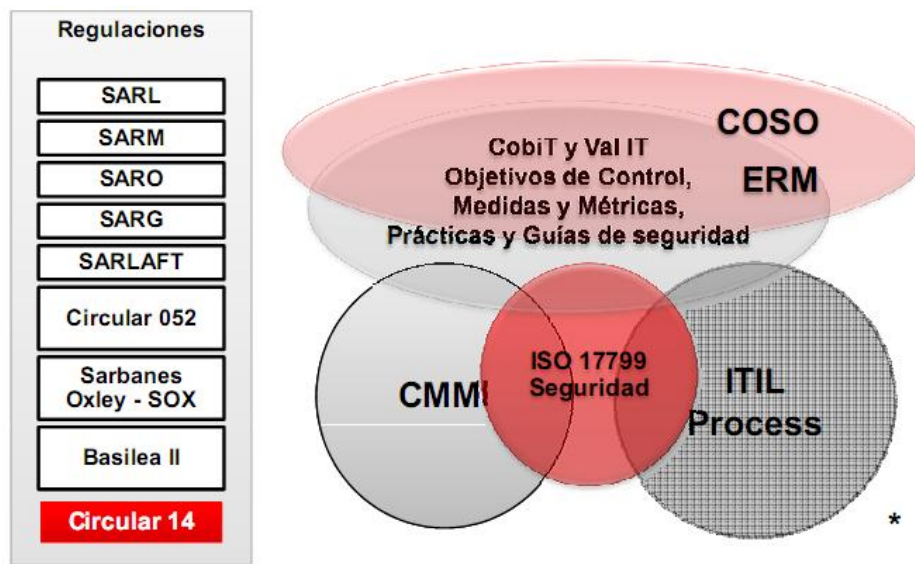 Regulaciones
SARL
SARM
SARO
SARG
SARLAFT
Circular 052
Sarbanes
Oxley - SOX
Basilea II
Circular 14
COSO
ERM
CobiT y Val IT
Objetivos de Control,
Medidas y Métricas,
Prácticas y Guías de seguridad
CMMI
ISO 17799
Seguridad
ITIL
Process
*